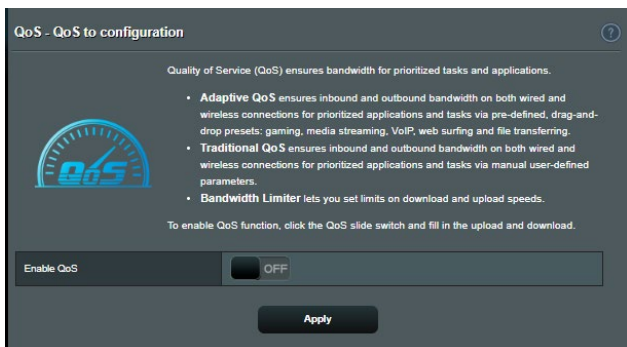 QoS - QoS to configuration
?
Quality of Service (QoS) ensures bandwidth for prioritized tasks and applications.
• Adaptive QoS ensures inbound and outbound bandwidth on both wired and
wireless connections for prioritized applications and tasks via pre-defined, drag-and-
drop presets: gaming, media streaming, VoIP, web surfing and file transferring.
• Traditional QoS ensures inbound and outbound bandwidth on both wired and
wireless connections for prioritized applications and tasks via manual user-defined
parameters.
• Bandwidth Limiter lets you set limits on download and upload speeds.
To enable QoS function, click the QoS slide switch and fill in the upload and download.
QoS
Enable QoS
OFF
Apply